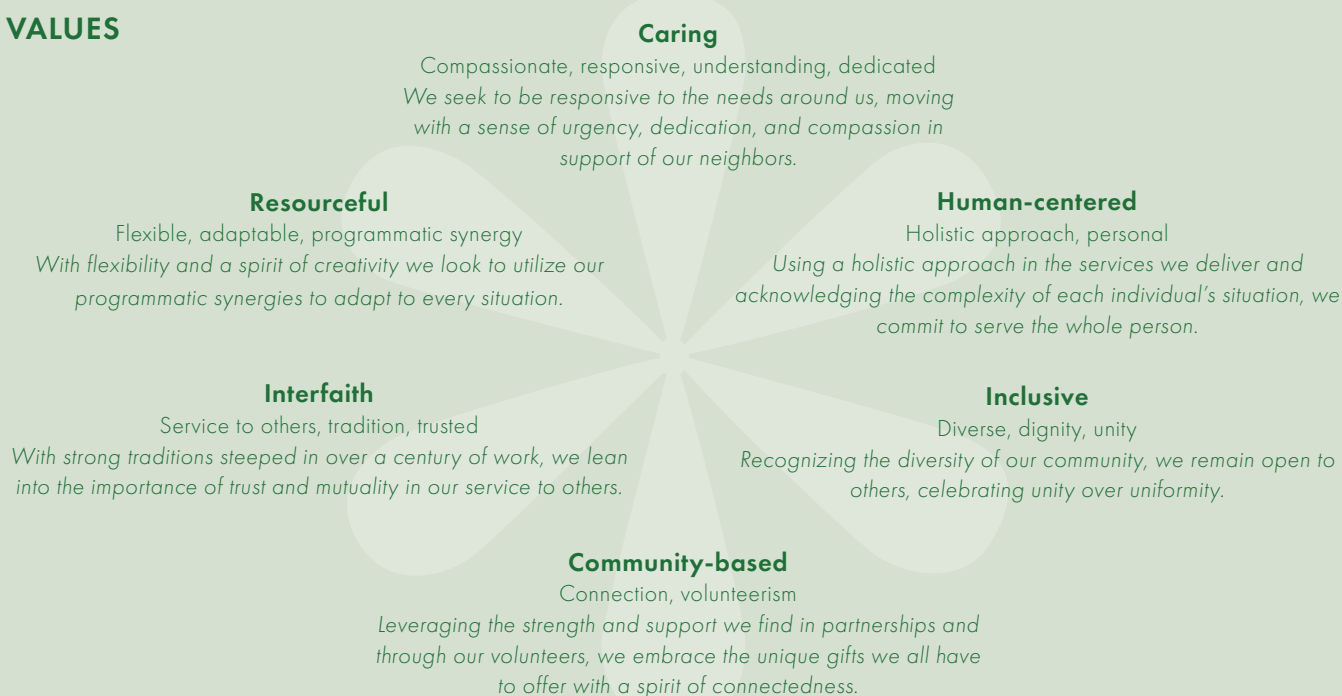 VALUES
Caring
Compassionate, responsive, understanding, dedicated
We seek to be responsive to the needs around us, moving
with a sense of urgency, dedication, and compassion in
support of our neighbors.
Resourceful
Flexible, adaptable, programmatic synergy
With flexibility and a spirit of creativity we look to utilize our
programmatic synergies to adapt to every situation.
Human-centered
Holistic approach, personal
Using a holistic approach in the services we deliver and
acknowledging the complexity of each individual's situation, we
commit to serve the whole person.
Interfaith
Service to others, tradition, trusted
With strong traditions steeped in over a century of work, we lean
into the importance of trust and mutuality in our service to others.
Inclusive
Diverse, dignity, unity
Recognizing the diversity of our community, we remain open to
others, celebrating unity over uniformity.
Community-based
Connection, volunteerism
Leveraging the strength and support we find in partnerships and
through our volunteers, we embrace the unique gifts we all have
to offer with a spirit of connectedness.